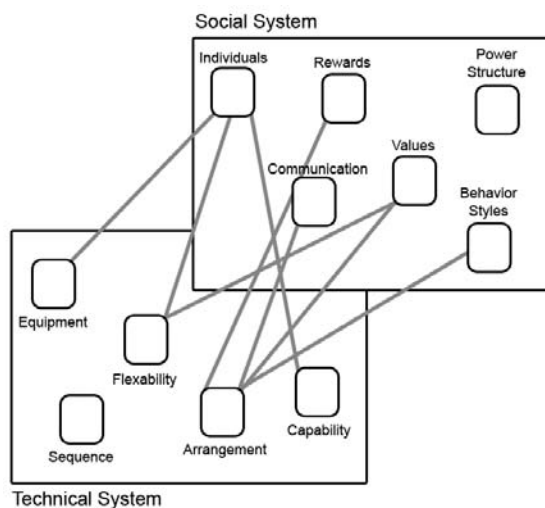 Social System
Individuals
Rewards
Power
Structure
Communication
Values
Behavior
Styles
Equipment
Flexability
Sequence
Arrangement
Capability
Technical System